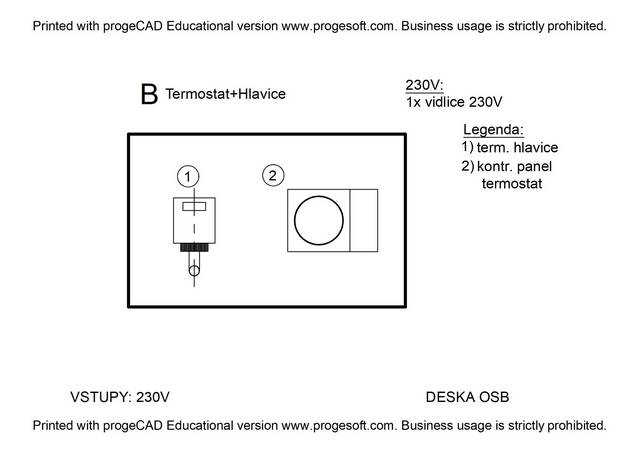 Printed with progeCAD Educational version www.progesoft.com. Business usage is strictly prohibited.
B Termostat+Hlavice
230V:
1x vidlice 230V
Legenda:
1) term. hlavice
2) kontr. panel
termostat
1
2
VSTUPY: 230V
DESKA OSB
Printed with progeCAD Educational version www.progesoft.com. Business usage is strictly prohibited.